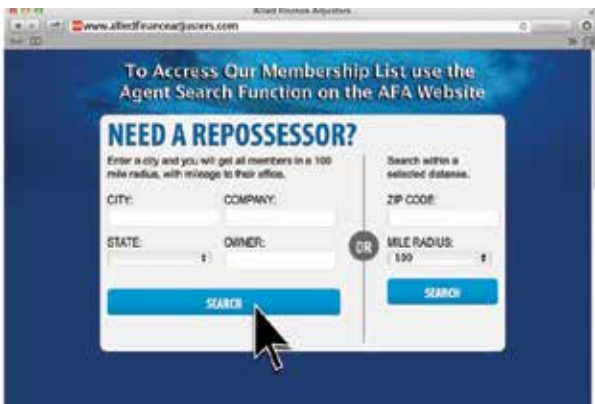 Allied Finance Adjusters
www.alliedfinanceadjusters.com
To Accress Our Membership List use the
Agent Search Function on the AFA Website
NEED A REPOSSESSOR?
Enter a city and you will get all members in a 100
mile radius, with mileage to their office.
CITY:
COMPANY:
STATE:
OWNER:
SEARCH
OR
Search within a
selected distance.
ZIP CODE:
MILE RADIUS:
100
SEARCH